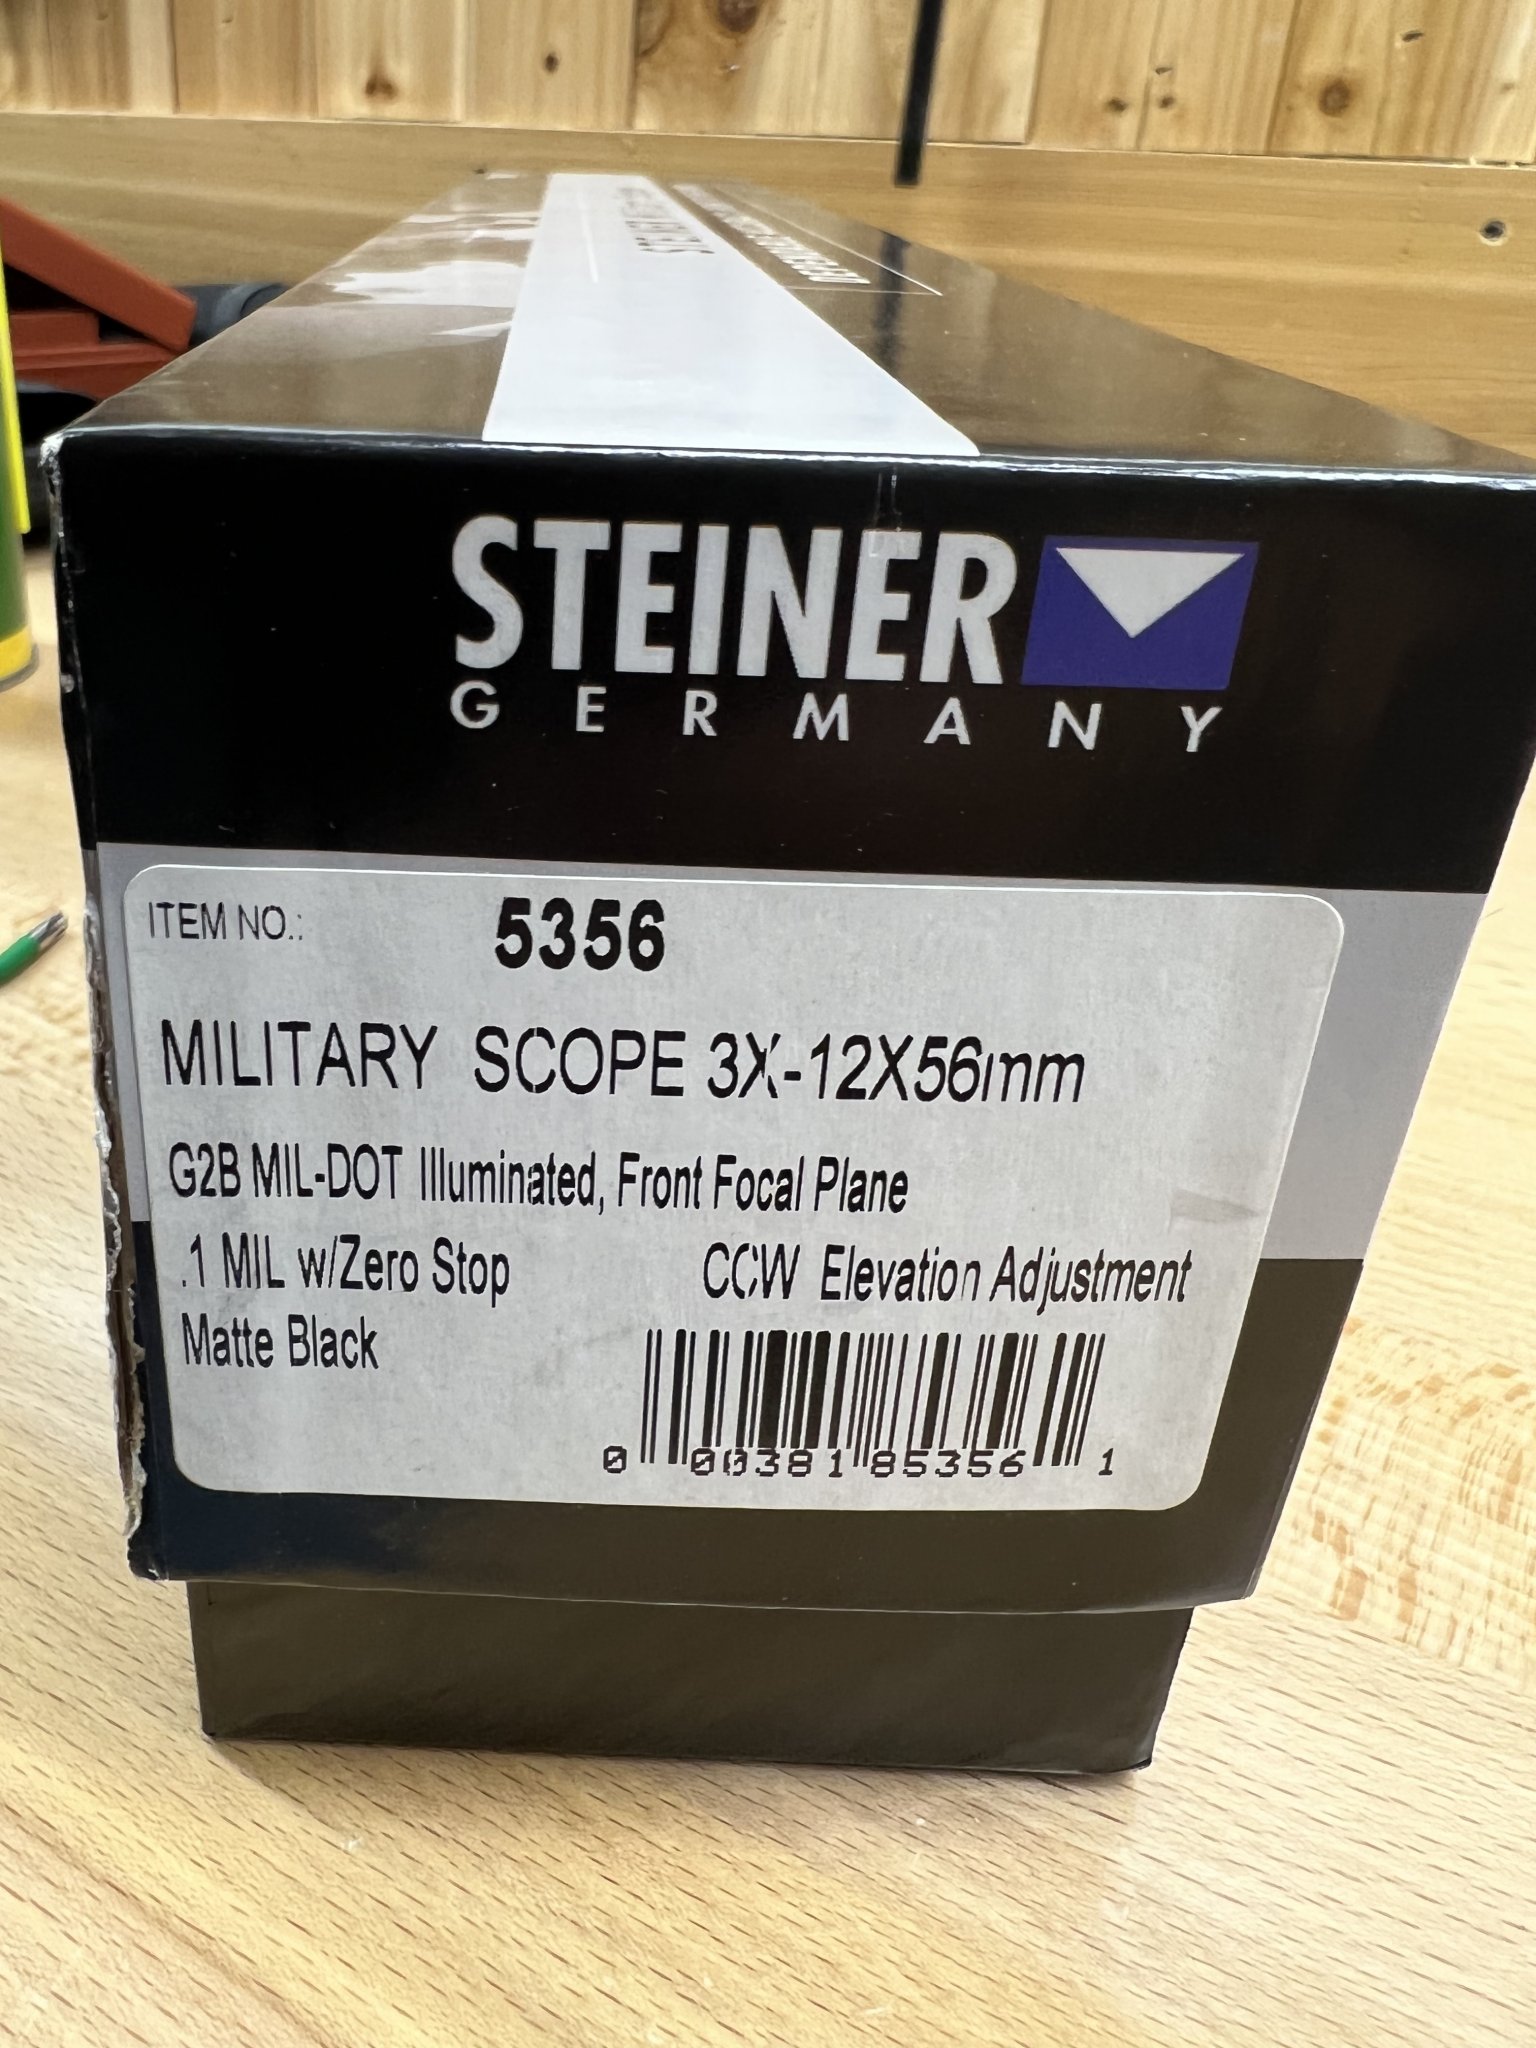 STEINER
GERMANY
ITEM NO.: 5356
MILITARY SCOPE 3X-12X56mm
G2B MIL-DOT Illuminated, Front Focal Plane
.1 MIL w/Zero Stop CCW Elevation Adjustment
Matte Black
0 00381 85356 1